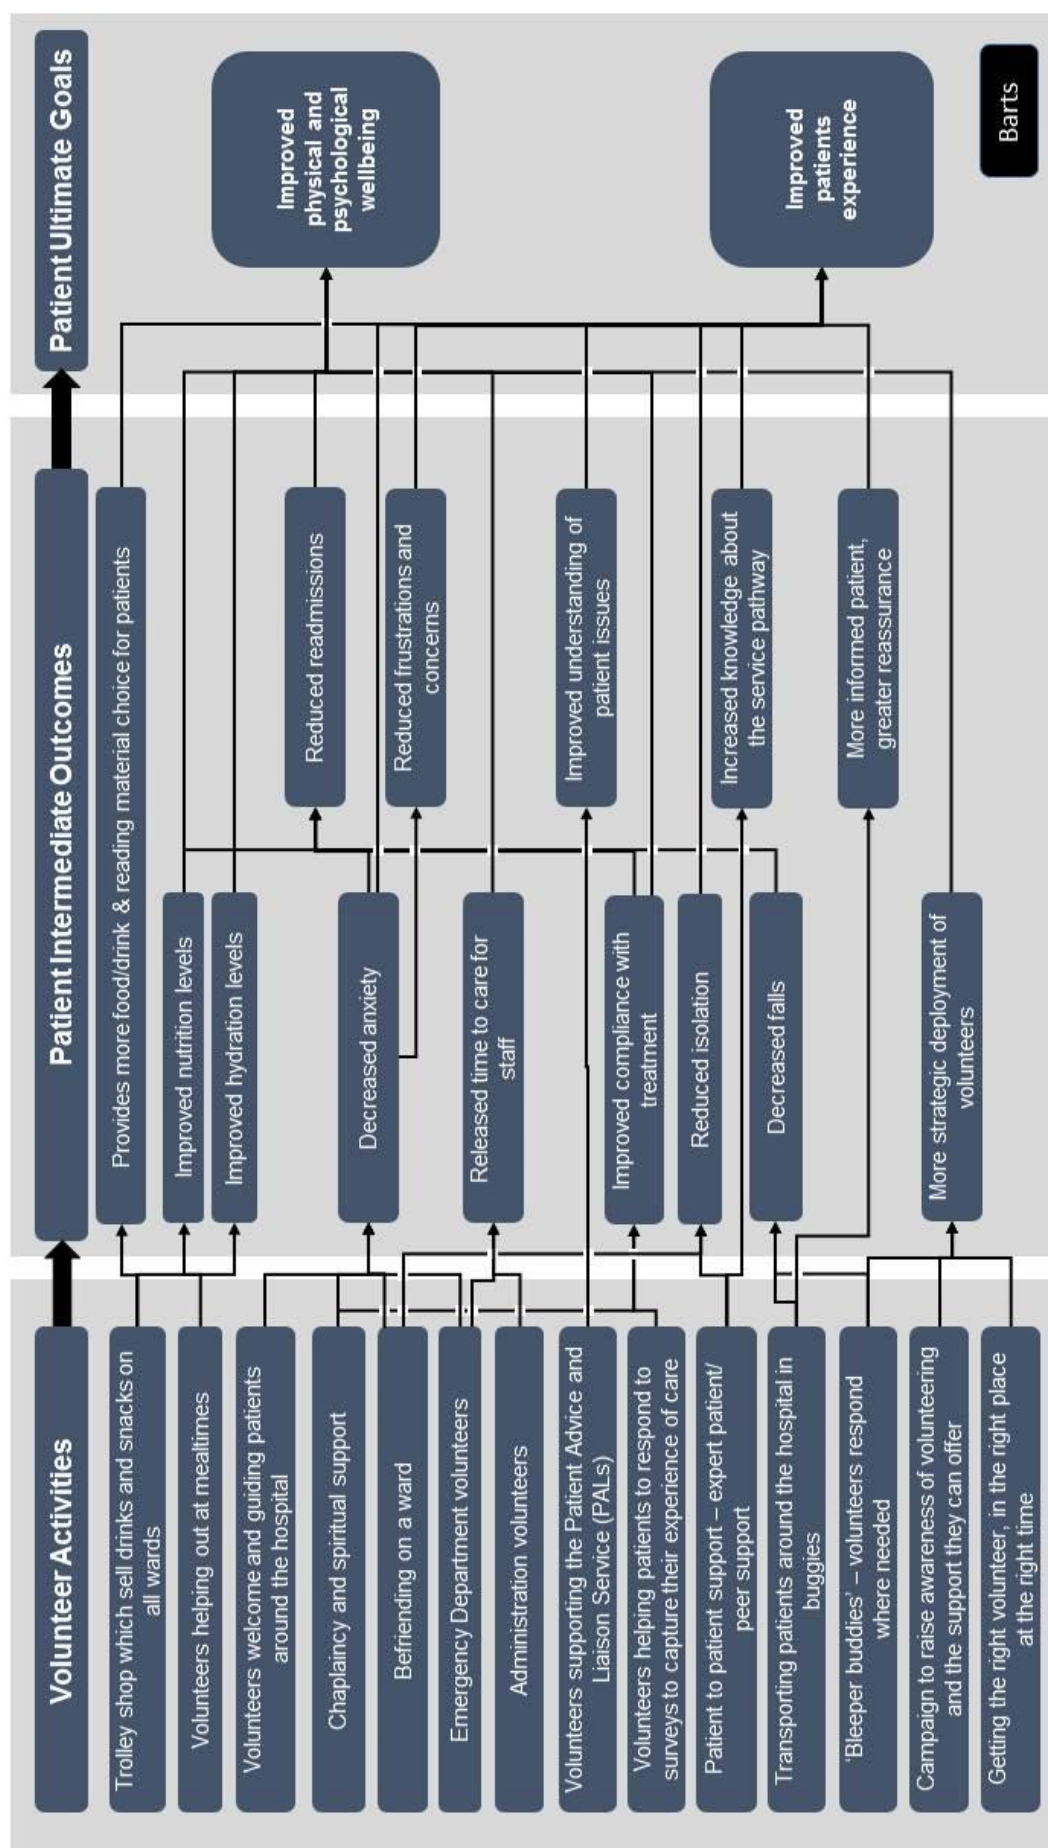 Volunteer Activities
Trolley shop which sell drinks and snacks on
all wards
Volunteers helping out at mealtimes
Volunteers welcome and guiding patients
around the hospital
Chaplaincy and spiritual support
Befriending on a ward
Emergency Department volunteers
Administration volunteers
Volunteers supporting the Patient Advice and
Liaison Service (PALs)
Volunteers helping patients to respond to
surveys to capture their experience of care
Patient to patient support – expert patient/
peer support
Transporting patients around the hospital in
buggies
‘Bleeper buddies’ – volunteers respond
where needed
Campaign to raise awareness of volunteering
and the support they can offer
Getting the right volunteer, in the right place
at the right time
Patient Intermediate Outcomes
Provides more food/drink & reading material choice for patients
Improved nutrition levels
Improved hydration levels
Decreased anxiety
Released time to care for
staff
Improved compliance with
treatment
Reduced isolation
Decreased falls
More strategic deployment of
volunteers
Reduced readmissions
Reduced frustrations and
concerns
Improved understanding of
patient issues
Increased knowledge about
the service pathway
More informed patient,
greater reassurance
Patient Ultimate Goals
Improved
physical and
psychological
wellbeing
Improved
patients
experience
Barts